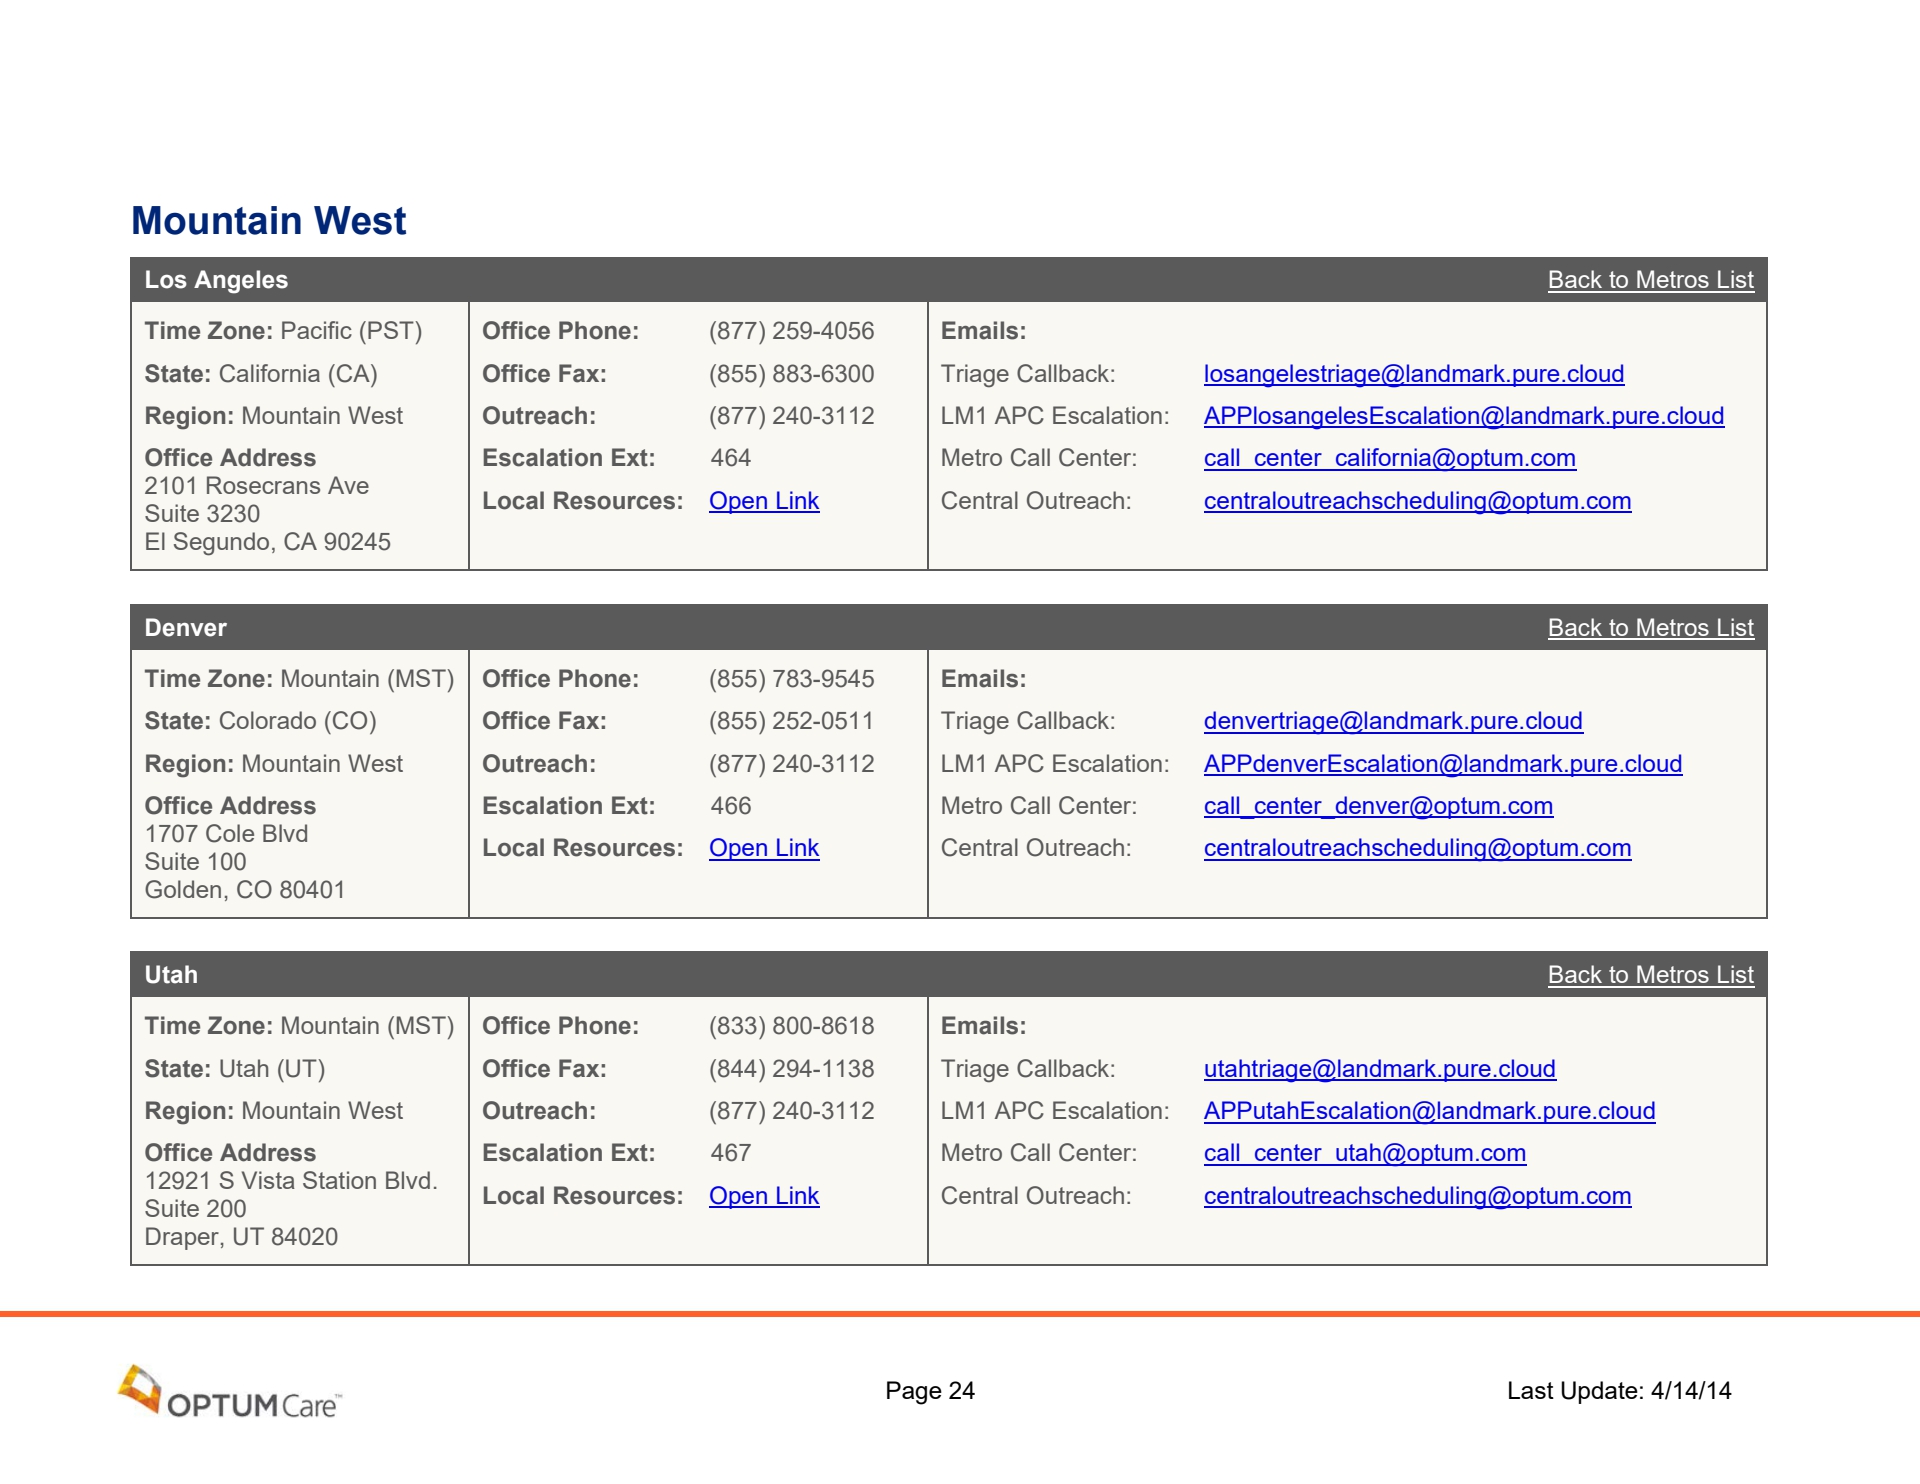 Mountain West
Los Angeles Back to Metros List
Time Zone: Pacific (PST)
State: California (CA)
Region: Mountain West
Office Address
2101 Rosecrans Ave
Suite 3230
El Segundo, CA 90245
Office Phone: (877) 259-4056
Office Fax: (855) 883-6300
Outreach: (877) 240-3112
Escalation Ext: 464
Local Resources: Open Link
Emails:
Triage Callback: losangelestriage@landmark.pure.cloud
LM1 APC Escalation: APPlosangelesEscalation@landmark.pure.cloud
Metro Call Center: call_center_california@optum.com
Central Outreach: centraloutreachscheduling@optum.com
Denver Back to Metros List
Time Zone: Mountain (MST)
State: Colorado (CO)
Region: Mountain West
Office Address
1707 Cole Blvd
Suite 100
Golden, CO 80401
Office Phone: (855) 783-9545
Office Fax: (855) 252-0511
Outreach: (877) 240-3112
Escalation Ext: 466
Local Resources: Open Link
Emails:
Triage Callback: denvertriage@landmark.pure.cloud
LM1 APC Escalation: APPdenverEscalation@landmark.pure.cloud
Metro Call Center: call_center_denver@optum.com
Central Outreach: centraloutreachscheduling@optum.com
Utah Back to Metros List
Time Zone: Mountain (MST)
State: Utah (UT)
Region: Mountain West
Office Address
12921 S Vista Station Blvd.
Suite 200
Draper, UT 84020
Office Phone: (833) 800-8618
Office Fax: (844) 294-1138
Outreach: (877) 240-3112
Escalation Ext: 467
Local Resources: Open Link
Emails:
Triage Callback: utahtriage@landmark.pure.cloud
LM1 APC Escalation: APPutahEscalation@landmark.pure.cloud
Metro Call Center: call_center_utah@optum.com
Central Outreach: centraloutreachscheduling@optum.com
OPTUM Care™
Page 24
Last Update: 4/14/14